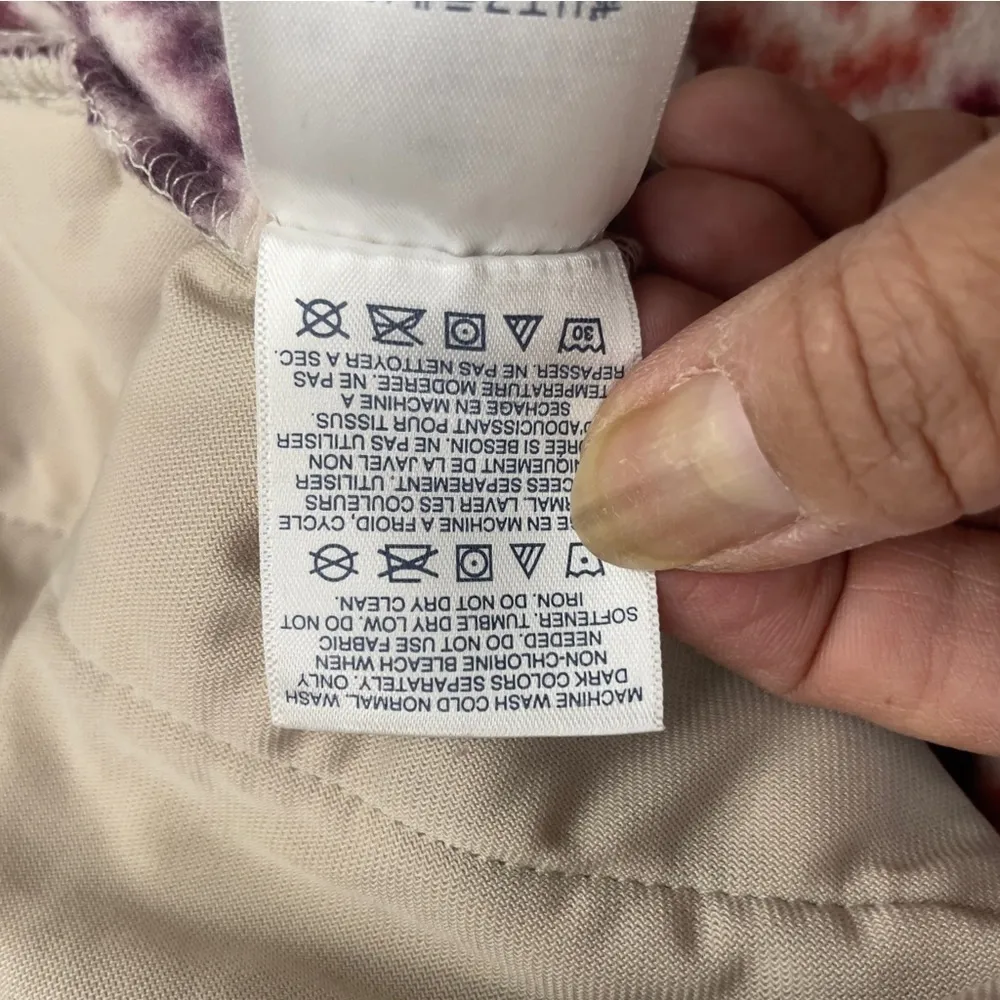 MACHINE WASH COLD NORMAL. WASH
DARK COLORS SEPARATELY. ONLY
NON-CHLORINE BLEACH WHEN
NEEDED. DO NOT USE FABRIC
SOFTENER. TUMBLE DRY LOW. DO NOT
IRON. DO NOT DRY CLEAN.
EN MACHINE A FROID, CYCLE
LAVER LES COULEURS
UTILISER
DE LA JAVEL NON
SI BESOIN. NE PAS UTILISER
D'ADOUCISSANT POUR TISSUS.
SECHAGE EN MACHINE A
TEMPERATURE MODEREE. NE PAS
REPASSER. NE PAS NETTOYER A SEC.
30